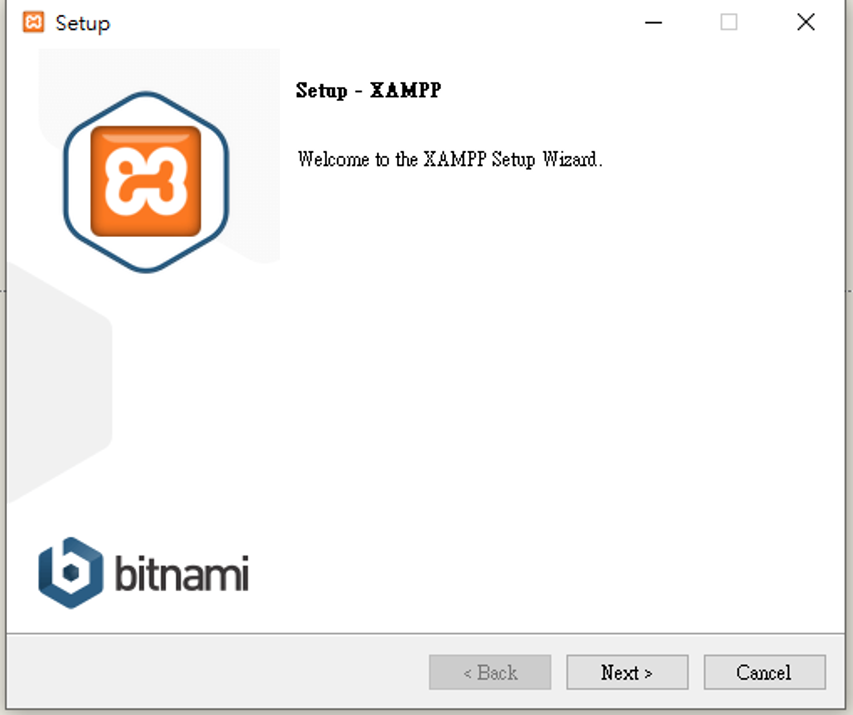 Setup
Setup - XAMPP
Welcome to the XAMPP Setup Wizard.
bitnami
< Back
Next >
Cancel